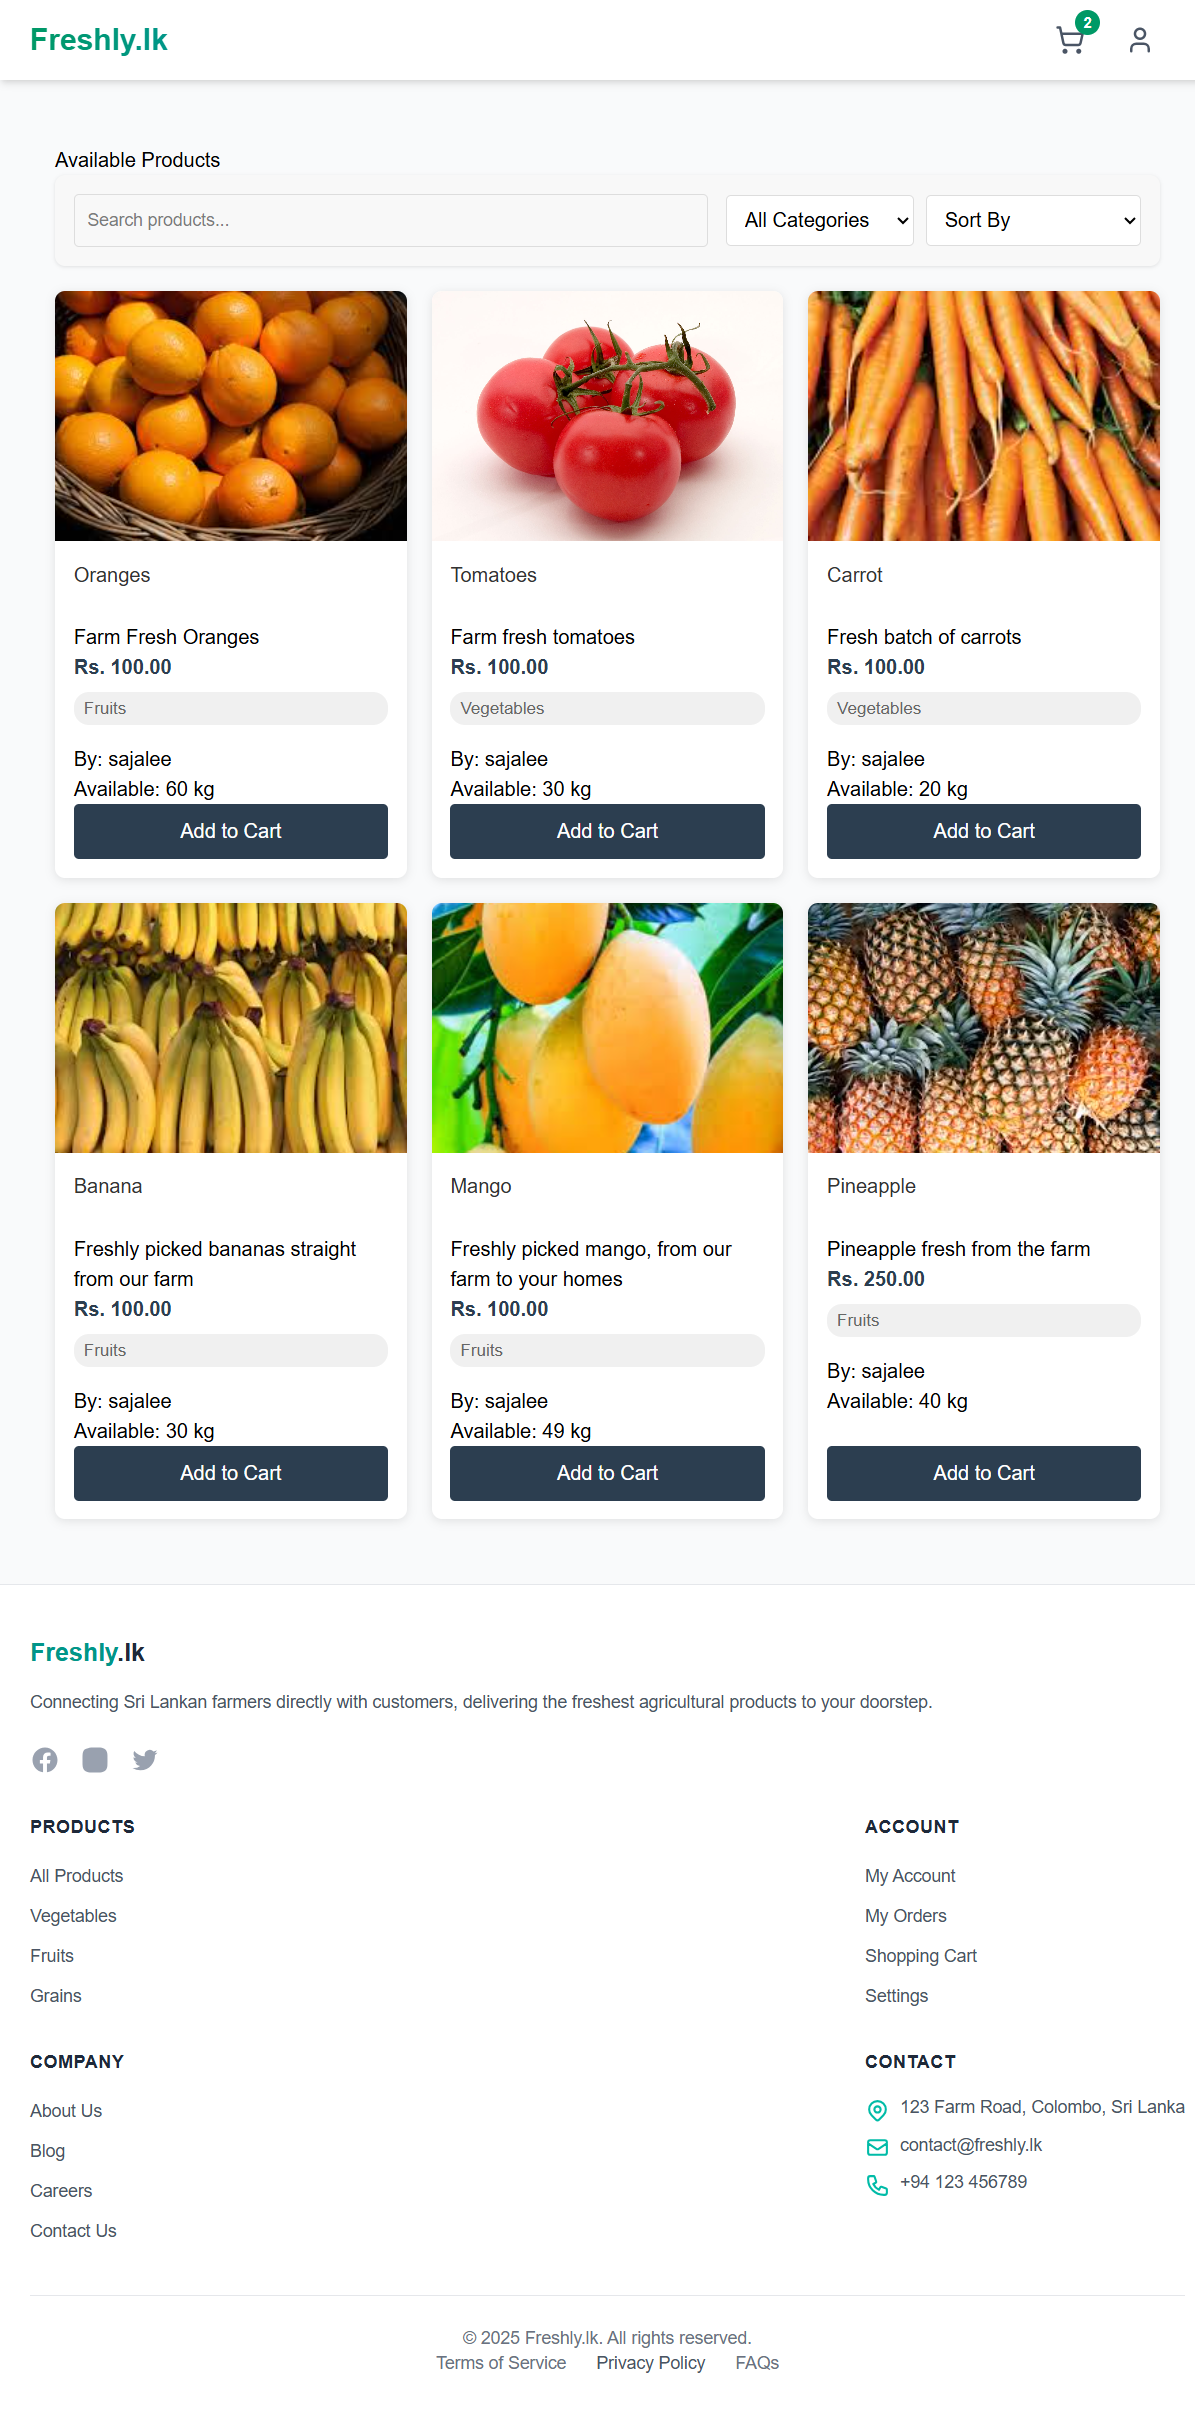 Freshly.lk
2
Available Products
Search products...
All Categories
Sort By
Oranges
Farm Fresh Oranges
Rs. 100.00
Fruits
By: sajalee
Available: 60 kg
Add to Cart
Tomatoes
Farm fresh tomatoes
Rs. 100.00
Vegetables
By: sajalee
Available: 30 kg
Add to Cart
Carrot
Fresh batch of carrots
Rs. 100.00
Vegetables
By: sajalee
Available: 20 kg
Add to Cart
Banana
Freshly picked bananas straight
from our farm
Rs. 100.00
Fruits
By: sajalee
Available: 30 kg
Add to Cart
Mango
Freshly picked mango, from our
farm to your homes
Rs. 100.00
Fruits
By: sajalee
Available: 49 kg
Add to Cart
Pineapple
Pineapple fresh from the farm
Rs. 250.00
Fruits
By: sajalee
Available: 40 kg
Add to Cart
Freshly.lk
Connecting Sri Lankan farmers directly with customers, delivering the freshest agricultural products to your doorstep.
PRODUCTS
All Products
Vegetables
Fruits
Grains
ACCOUNT
My Account
My Orders
Shopping Cart
Settings
COMPANY
About Us
Blog
Careers
Contact Us
CONTACT
123 Farm Road, Colombo, Sri Lanka
contact@freshly.lk
+94 123 456789
© 2025 Freshly.lk. All rights reserved.
Terms of Service
Privacy Policy
FAQs